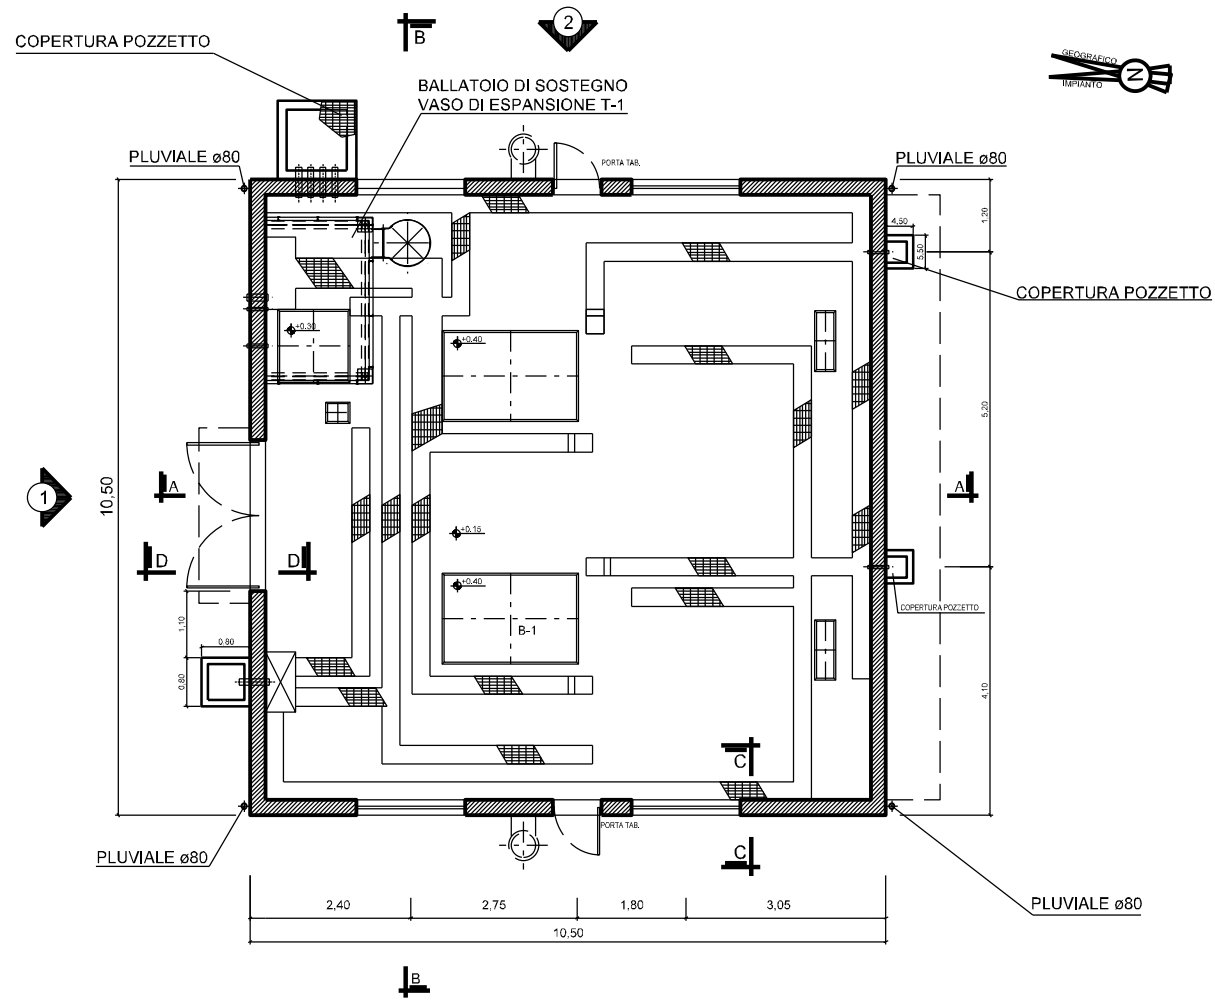 B
2
COPERTURA POZZETTO
GEOGRAFICO
N
IMPIANTO
BALLATOIO DI SOSTEGNO
VASO DI ESPANSIONE T-1
PLUVIALE ø80
PORTA TAB.
PLUVIALE ø80
1,20
4,50
5,50
COPERTURA POZZETTO
+0.30
+0.40
5,20
10,50
A
A
1
+0.15
D
D
+0.40
COPERTURA POZZETTO
1,10
B-1
0.80
0,80
4,10
C
PORTA TAB.
C
PLUVIALE ø80
2,40
2,75
1,80
3,05
PLUVIALE ø80
10,50
B